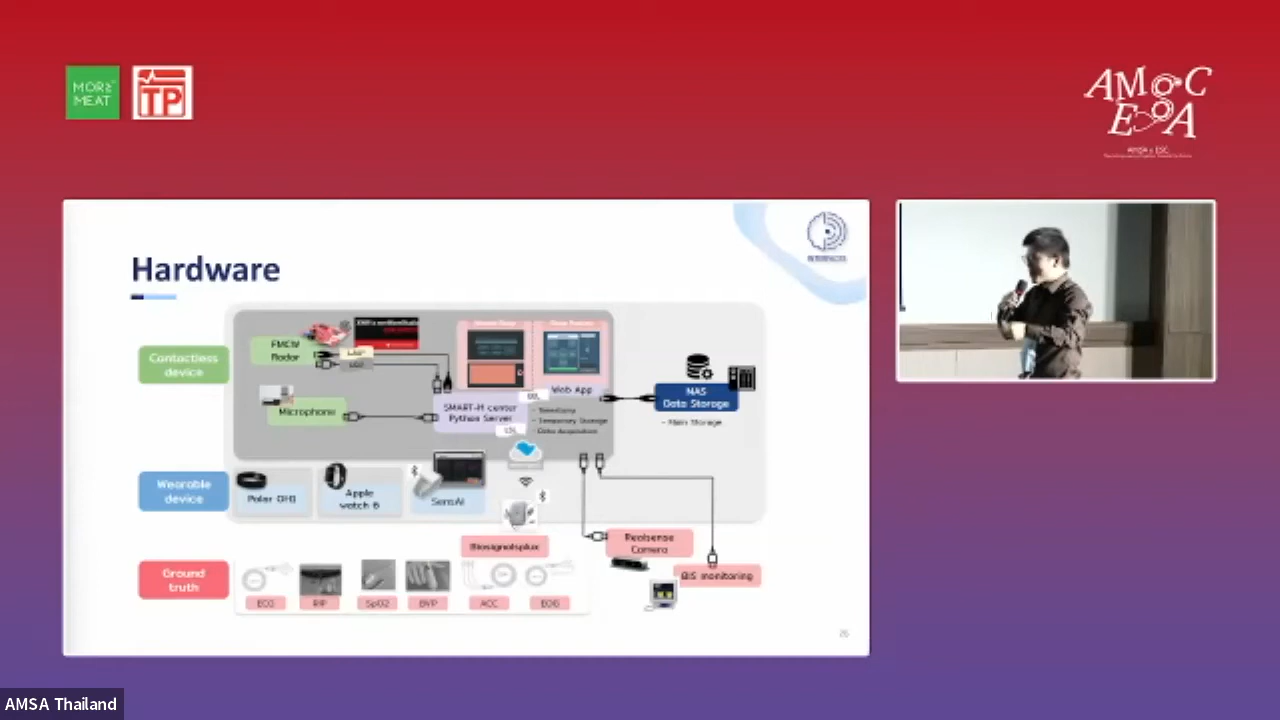 MORE
MEAT
TP
AMSA x ESC
Hardware
Contactless
device
FMCW
Radar
Microphone
SMART-H center
Python Server
Web App
- Timestamp
- Temporary Storage
- Data Acquisition
NAS
Data Storage
- Main Storage
Wearable
device
Polar OH1
Apple
watch 6
SensAI
Biosignalsplux
Realsense
Camera
BIS monitoring
Ground
truth
ECG
RIP
SpO2
BVP
ACC
EOG
26
AMSA Thailand